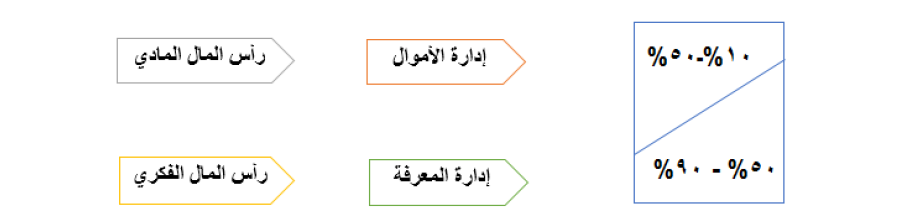 ١٠%-٥٠%
إدارة الأموال
رأس المال المادي
٥٠% - ٩٠%
إدارة المعرفة
رأس المال الفكري